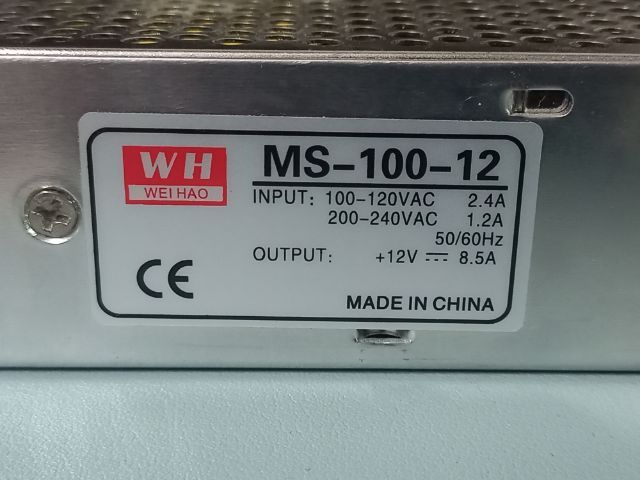 WH
WEI HAO
MS-100-12
INPUT: 100-120VAC 2.4A
200-240VAC 1.2A
50/60Hz
OUTPUT: +12V ⎓ 8.5A
CE
MADE IN CHINA